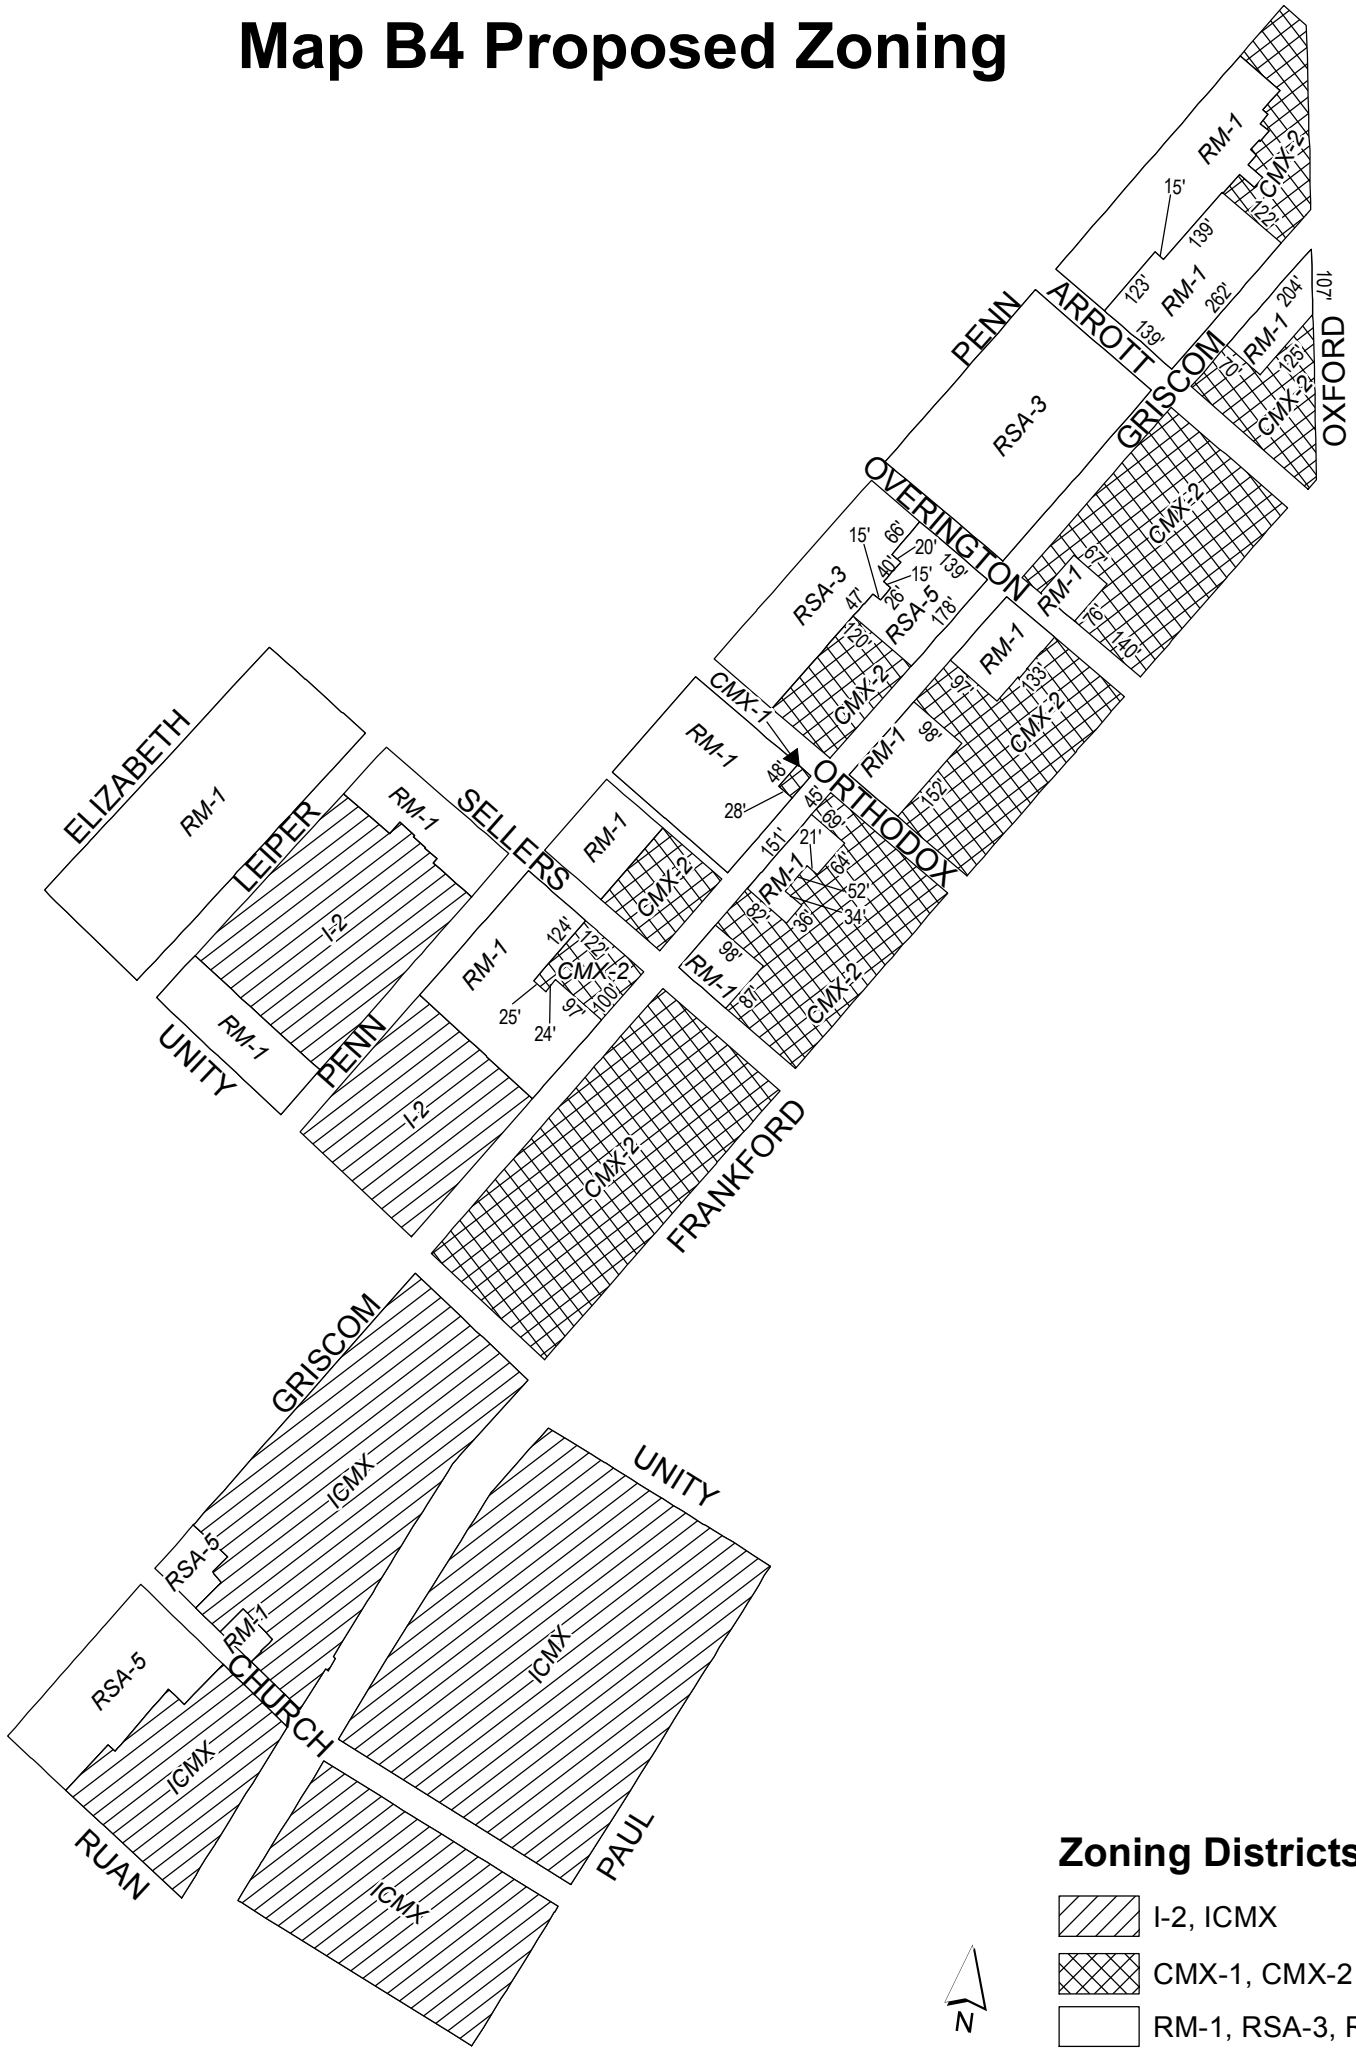 Map B4 Proposed Zoning
RM-1
CMX-2
15'
122'
139'
123'
RM-1
262'
139'
204'
107'
PENN
ARROTT
RM-1
125'
70'
GRISCOM
CMX-2
OXFORD
RSA-3
OVERINGTON
CMX-2
66'
15'
20'
139'
40'
15'
67'
RSA-3
47'
26'
RSA-5
178'
RM-1
76'
120'
140'
RM-1
CMX-2
CMX-1
97'
133'
CMX-2
RM-1
98'
RM-1
48'
28'
45'
ORTHODOX
152'
ELIZABETH
RM-1
LEIPER
RM-1
SELLERS
RM-1
CMX-2
69'
151'
21'
64'
RM-1
52'
34'
82'
36'
I-2
124'
122'
RM-1
CMX-2
98'
RM-1
87'
CMX-2
25'
24'
97'
100'
RM-1
UNITY
PENN
I-2
CMX-2
FRANKFORD
GRISCOM
ICMX
UNITY
RSA-5
RM-1
CHURCH
RSA-5
ICMX
ICMX
RUAN
PAUL
ICMX
Zoning Districts
I-2, ICMX
CMX-1, CMX-2
RM-1, RSA-3,
N